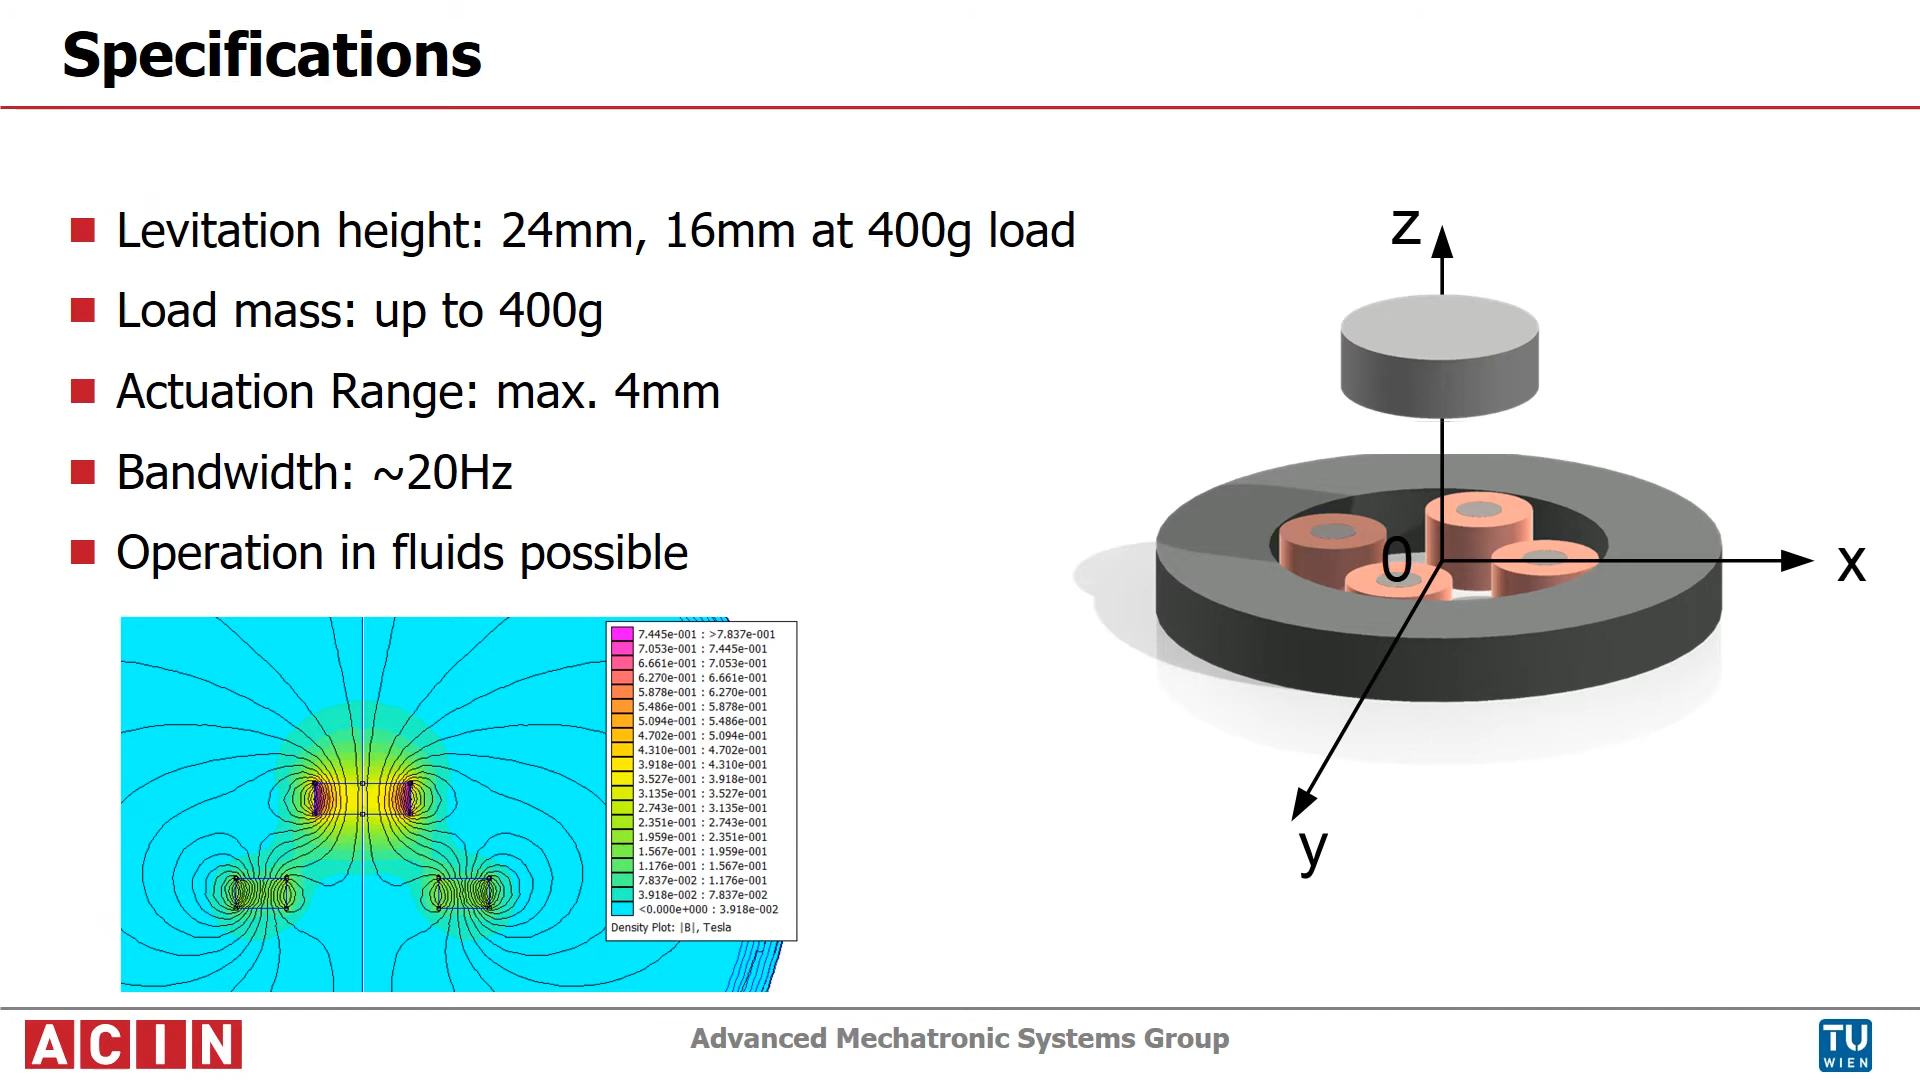 Specifications
Levitation height: 24mm, 16mm at 400g load
Load mass: up to 400g
Actuation Range: max. 4mm
Bandwidth: ~20Hz
Operation in fluids possible
z
0
x
y
7.445e-001 : >7.837e-001
7.053e-001 : 7.445e-001
6.661e-001 : 7.053e-001
6.270e-001 : 6.661e-001
5.878e-001 : 6.270e-001
5.486e-001 : 5.878e-001
5.094e-001 : 5.486e-001
4.702e-001 : 5.094e-001
4.310e-001 : 4.702e-001
3.918e-001 : 4.310e-001
3.527e-001 : 3.918e-001
3.135e-001 : 3.527e-001
2.743e-001 : 3.135e-001
2.351e-001 : 2.743e-001
1.959e-001 : 2.351e-001
1.567e-001 : 1.959e-001
1.176e-001 : 1.567e-001
7.837e-002 : 1.176e-001
3.918e-002 : 7.837e-002
<0.000e+000 : 3.918e-002
Density Plot: |B|, Tesla
ACIN
Advanced Mechatronic Systems Group
TU
WIEN